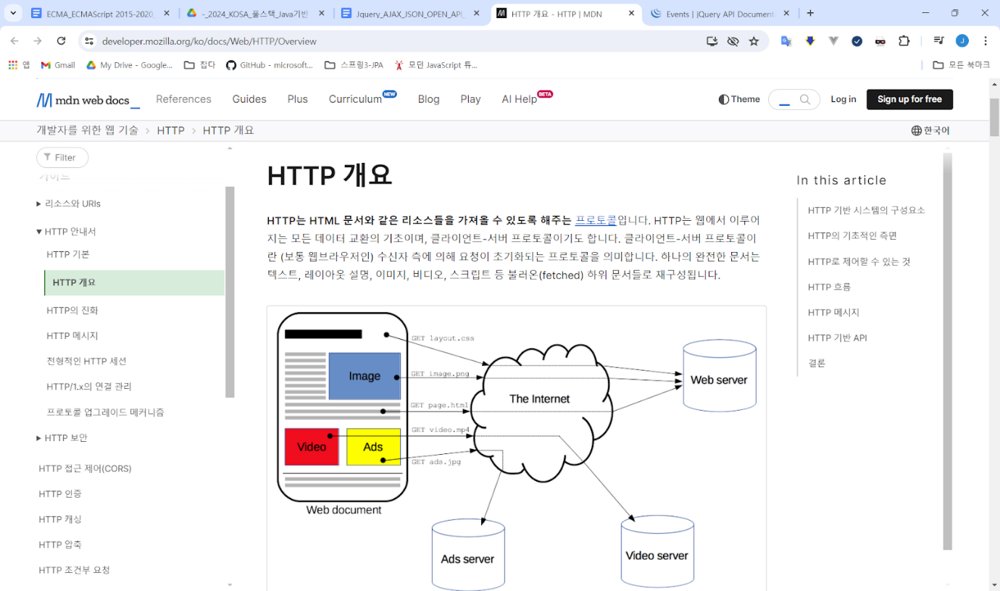 ECMA_ECMAScript 2015-2020_
-_2024_KOSA_풀스택_Java기반
Jquery_AJAX_JSON_OPEN_API_
HTTP 개요 - HTTP | MDN
Events | jQuery API Document
developer.mozilla.org/ko/docs/Web/HTTP/Overview
J
앱
Gmail
My Drive - Google...
잡다
GitHub - microsoft...
스프링3-JPA
모던 JavaScript 튜...
모든 북마크
mdn web docs_
References
Guides
Plus
Curriculum NEW
Blog
Play
AI Help BETA
Theme
Log in
Sign up for free
개발자를 위한 웹 기술 > HTTP > HTTP 개요
한국어
Filter
가이드
리소스와 URIs
HTTP 안내서
HTTP 기본
HTTP 개요
HTTP의 진화
HTTP 메시지
전형적인 HTTP 세션
HTTP/1.x의 연결 관리
프로토콜 업그레이드 메커니즘
HTTP 보안
HTTP 접근 제어(CORS)
HTTP 인증
HTTP 캐싱
HTTP 압축
HTTP 조건부 요청
HTTP 개요
HTTP는 HTML 문서와 같은 리소스들을 가져올 수 있도록 해주는 프로토콜입니다. HTTP는 웹에서 이루어
지는 모든 데이터 교환의 기초이며, 클라이언트-서버 프로토콜이기도 합니다. 클라이언트-서버 프로토콜이
란 (보통 웹브라우저인) 수신자 측에 의해 요청이 초기화되는 프로토콜을 의미합니다. 하나의 완전한 문서는
텍스트, 레이아웃 설명, 이미지, 비디오, 스크립트 등 불러온(fetched) 하위 문서들로 재구성됩니다.
GET layout.css
Image
GET image.png
Web server
The Internet
GET page.html
GET video.mp4
Video
Ads
GET ads.jpg
Web document
Ads server
Video server
In this article
HTTP 기반 시스템의 구성요소
HTTP의 기초적인 측면
HTTP로 제어할 수 있는 것
HTTP 흐름
HTTP 메시지
HTTP 기반 API
결론